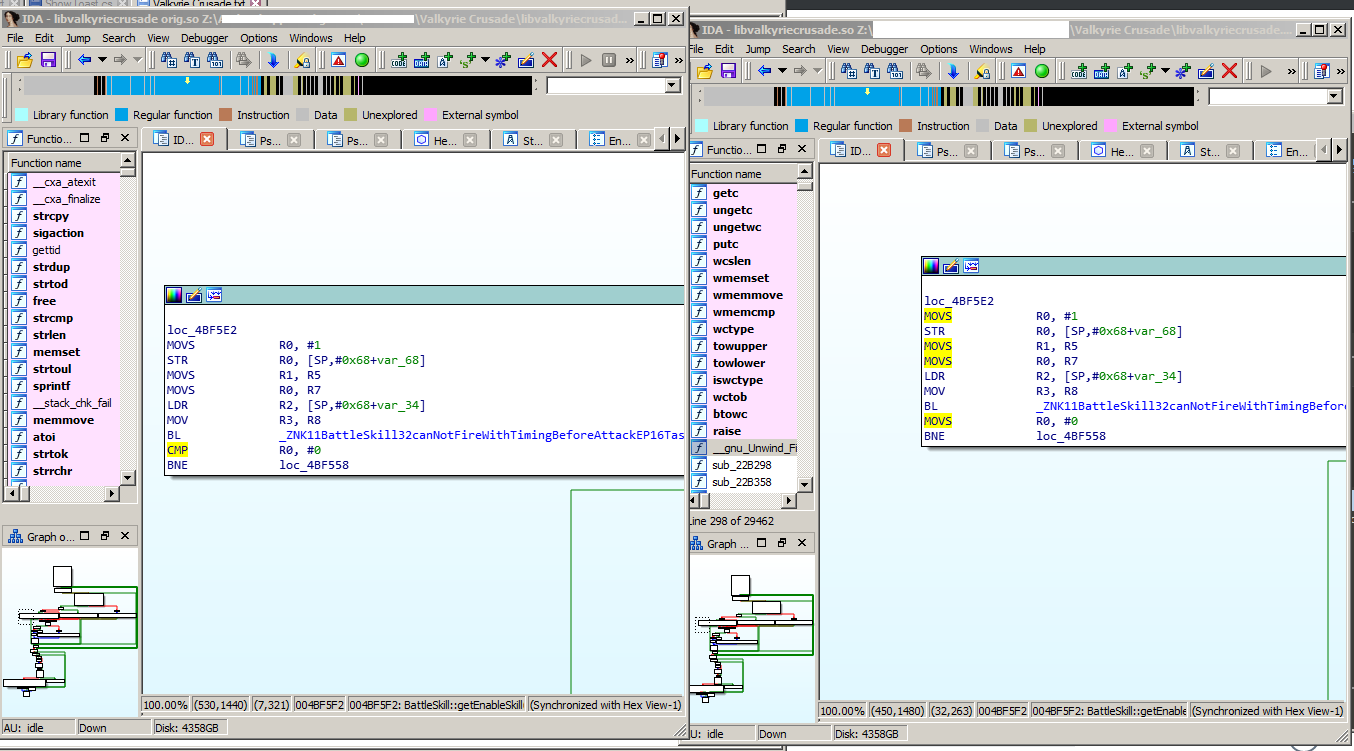 Show Loast.cs
Valkyrie Crusade.txt
IDA - libvalkyriecrusade orig.so Z:\
\Valkyrie Crusade\libvalkyriecrusad...
File Edit Jump Search View Debugger Options Windows Help
Library function Regular function Instruction Data Unexplored External symbol
Functio...
ID... Ps... Ps... He... St... En...
Function name
__cxa_atexit
__cxa_finalize
strcpy
sigaction
gettid
strdup
strtod
free
strcmp
strlen
memset
strtoul
sprintf
__stack_chk_fail
memmove
atoi
strtok
strrchr
loc_4BF5E2
MOVS R0, #1
STR R0, [SP,#0x68+var_68]
MOVS R1, R5
MOVS R0, R7
LDR R2, [SP,#0x68+var_34]
MOV R3, R8
BL _ZNK11BattleSkill32canNotFireWithTimingBeforeAttackEP16Tas
CMP R0, #0
BNE loc_4BF558
Graph o...
100.00% (530,1440) (7,321) 004BF5F2 004BF5F2: BattleSkill::getEnableSkil (Synchronized with Hex View-1)
AU: idle Down Disk: 4358GB
IDA - libvalkyriecrusade.so Z:\
\Valkyrie Crusade\libvalkyriecrusade....
File Edit Jump Search View Debugger Options Windows Help
Library function Regular function Instruction Data Unexplored External symbol
Functio...
ID... Ps... Ps... He... St... En...
Function name
getc
ungetc
ungetwc
putc
wcslen
wmemset
wmemmove
wmemcmp
wctype
towupper
towlower
iswctype
wctob
btowc
raise
__gnu_Unwind_Fi
sub_22B298
sub_22B358
Line 298 of 29462
loc_4BF5E2
MOVS R0, #1
STR R0, [SP,#0x68+var_68]
MOVS R1, R5
MOVS R0, R7
LDR R2, [SP,#0x68+var_34]
MOV R3, R8
BL _ZNK11BattleSkill32canNotFireWithTimingBefore
MOVS R0, #0
BNE loc_4BF558
Graph ...
100.00% (450,1480) (32,263) 004BF5F2 004BF5F2: BattleSkill::getEnable (Synchronized with Hex View-1)
U: idle Down Disk: 4358GB